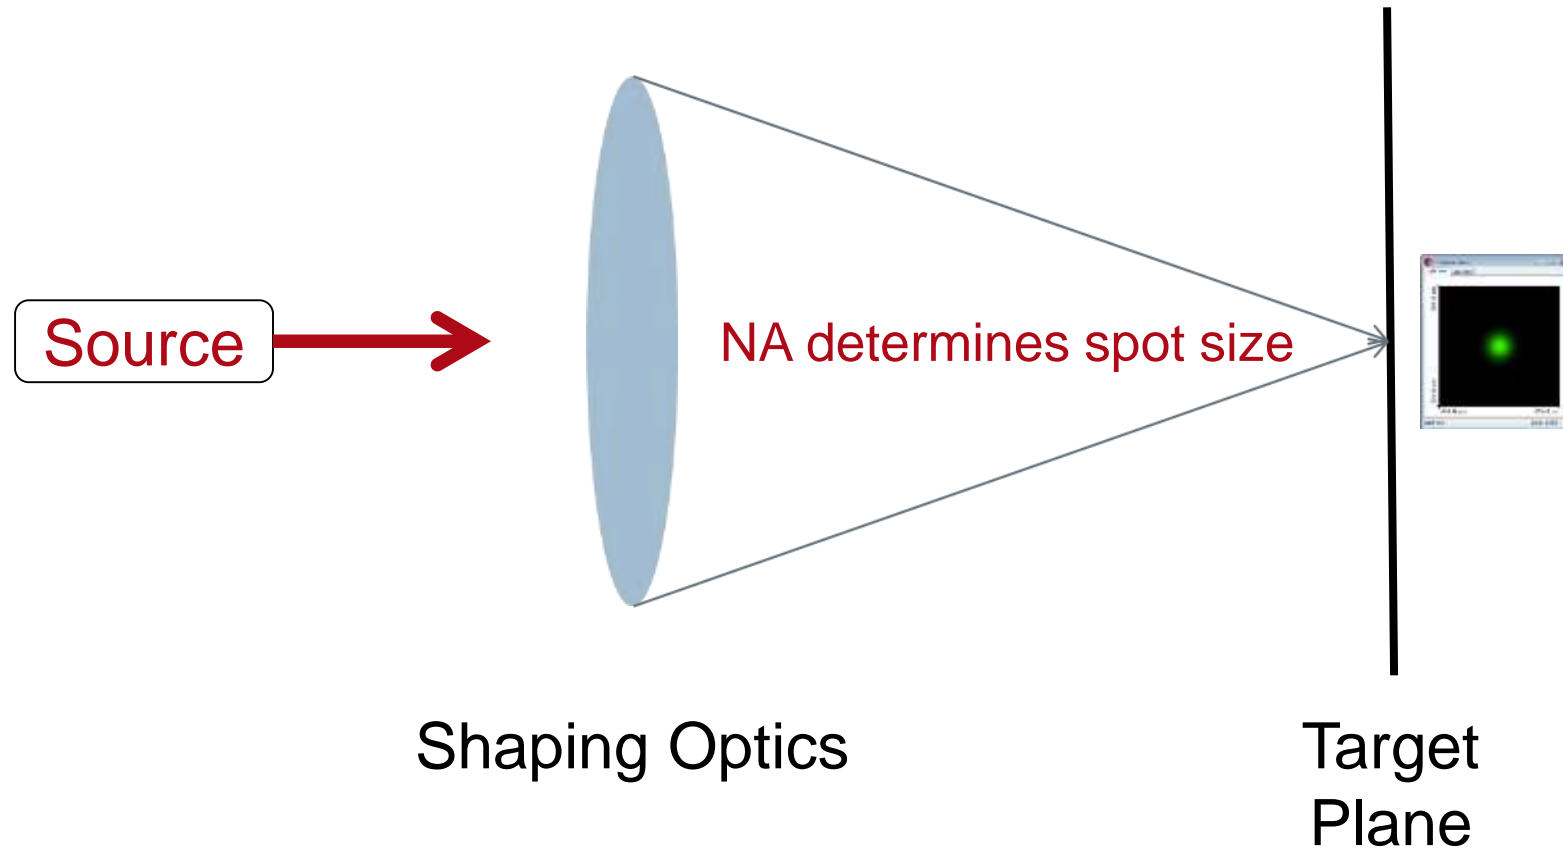 Source
NA determines spot size
Shaping Optics
Target
Plane